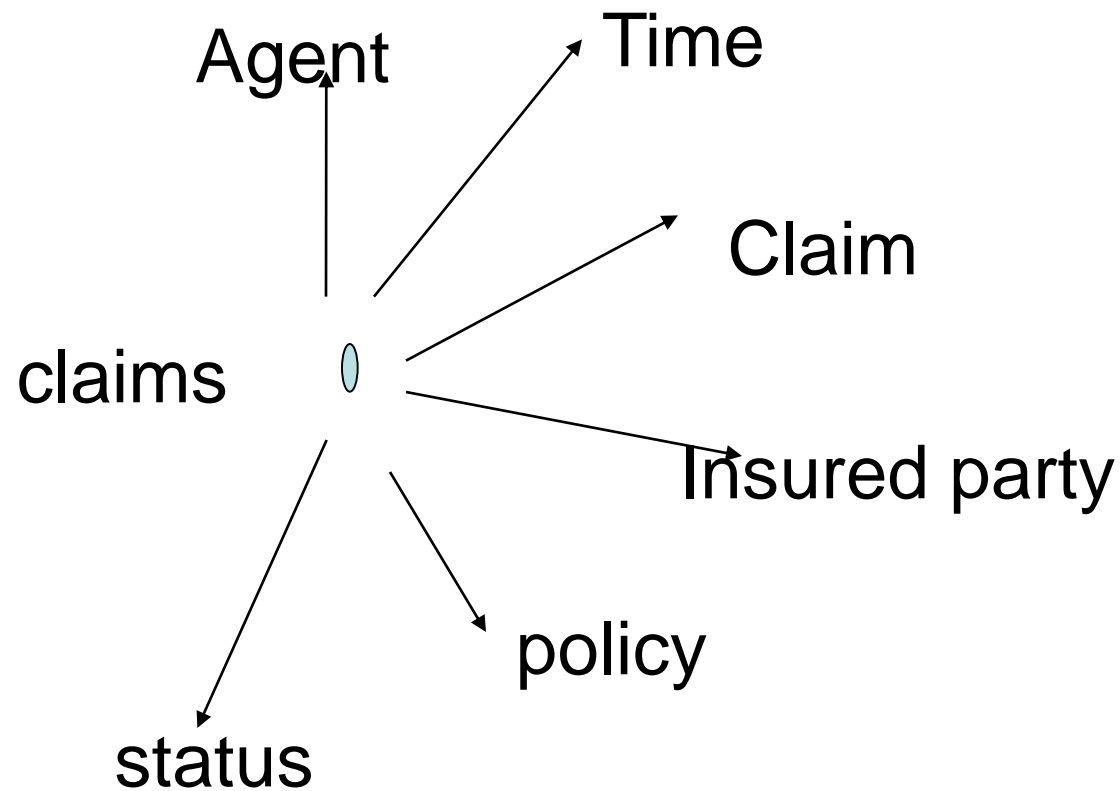 Agent
Time
Claim
claims
Insured party
policy
status